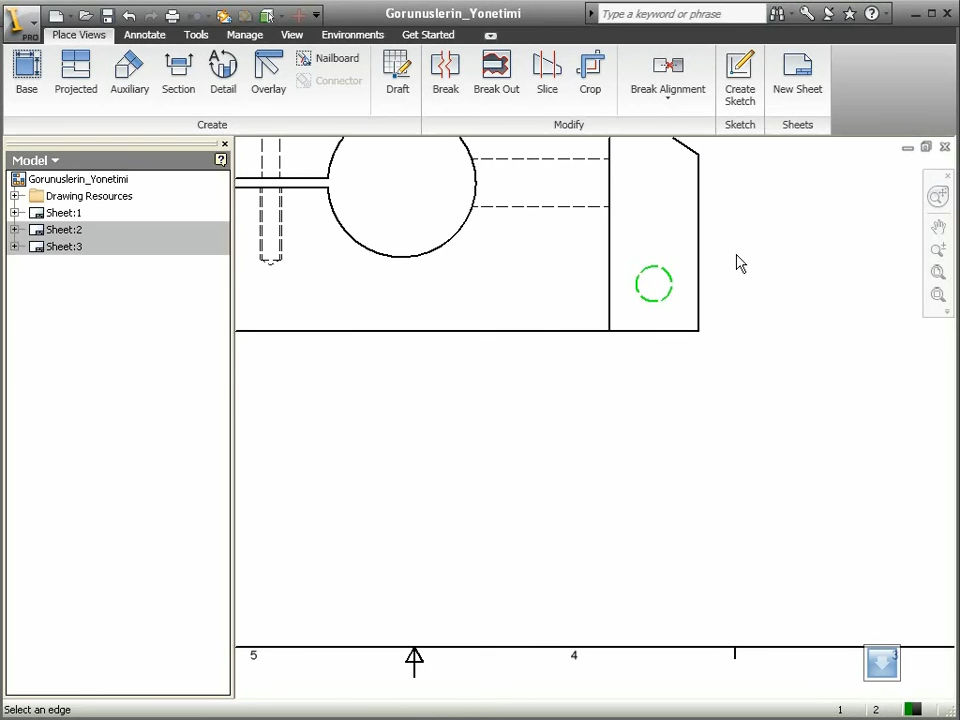 Gorunuslerin_Yonetimi
Type a keyword or phrase
PRO
Place Views Annotate Tools Manage View Environments Get Started
Base Projected Auxiliary Section Detail Overlay
Nailboard
Connector
Draft
Break Break Out Slice Crop
Break Alignment
Create Sketch
New Sheet
Create Modify Sketch Sheets
Model
Gorunuslerin_Yonetimi
Drawing Resources
Sheet:1
Sheet:2
Sheet:3
5 4 3
Select an edge 1 2